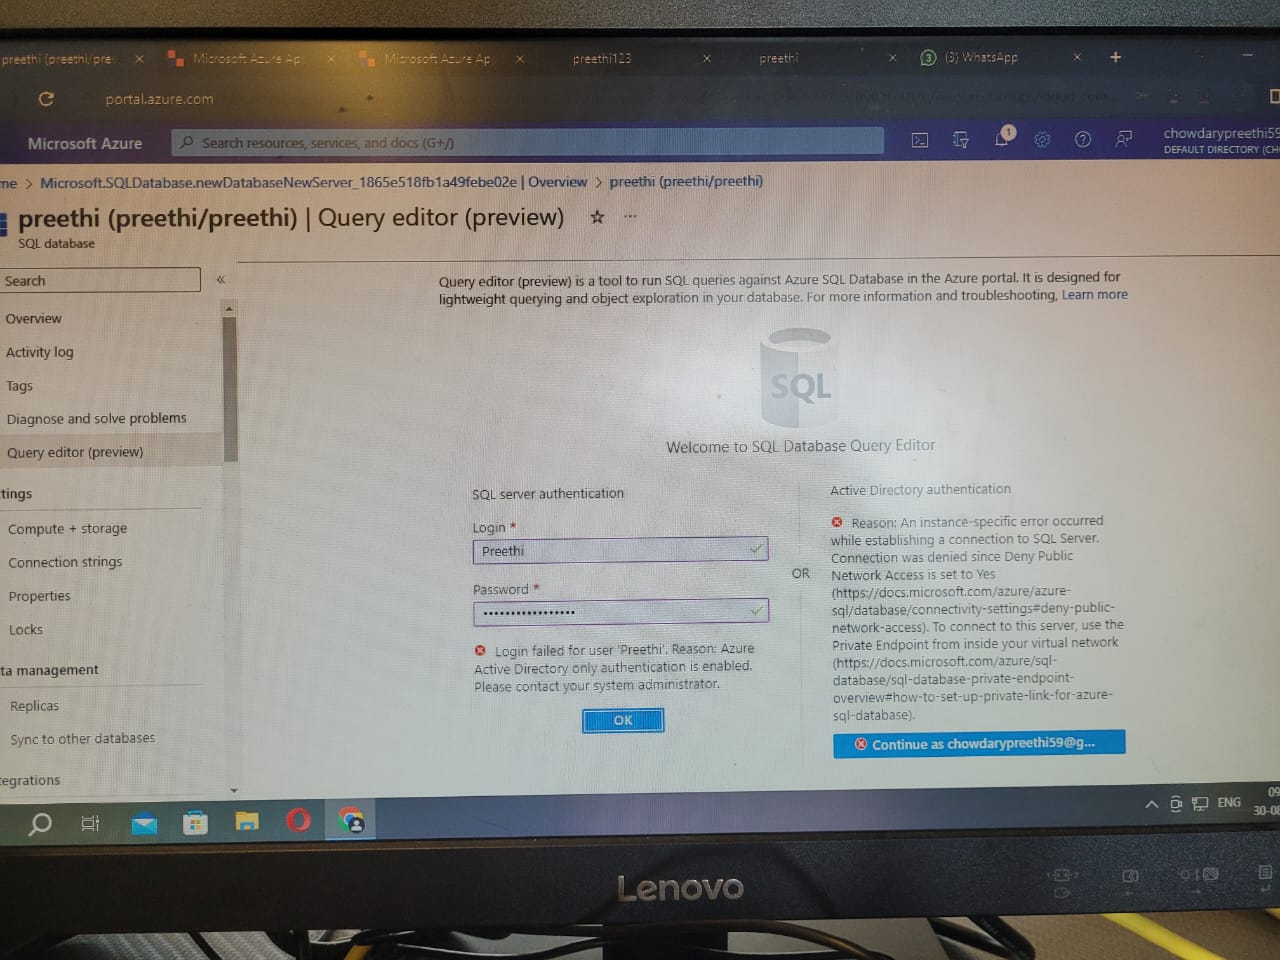 preethi (preethi/pre
Microsoft Azure Ap
Microsoft Azure Ap
preethi123
preethi
(3) WhatsApp
portal.azure.com
Microsoft Azure
Search resources, services, and docs (G+/)
1
chowdarypreethi59
DEFAULT DIRECTORY (CH
me > Microsoft.SQLDatabase.newDatabaseNewServer_1865e518fb1a49febe02e | Overview > preethi (preethi/preethi)
preethi (preethi/preethi) | Query editor (preview)
SQL database
Search
Overview
Activity log
Tags
Diagnose and solve problems
Query editor (preview)
tings
Compute + storage
Connection strings
Properties
Locks
ta management
Replicas
Sync to other databases
tegrations
Query editor (preview) is a tool to run SQL queries against Azure SQL Database in the Azure portal. It is designed for
lightweight querying and object exploration in your database. For more information and troubleshooting, Learn more
SQL
Welcome to SQL Database Query Editor
SQL server authentication
Login *
Preethi
Password *
Login failed for user 'Preethi'. Reason: Azure
Active Directory only authentication is enabled.
Please contact your system administrator.
OK
OR
Active Directory authentication
Reason: An instance-specific error occurred
while establishing a connection to SQL Server.
Connection was denied since Deny Public
Network Access is set to Yes
(https://docs.microsoft.com/azure/azure-
sql/database/connectivity-settings#deny-public-
network-access). To connect to this server, use the
Private Endpoint from inside your virtual network
(https://docs.microsoft.com/azure/sql-
database/sql-database-private-endpoint-
overview#how-to-set-up-private-link-for-azure-
sql-database).
Continue as chowdarypreethi59@g...
ENG
09
30-08
Lenovo